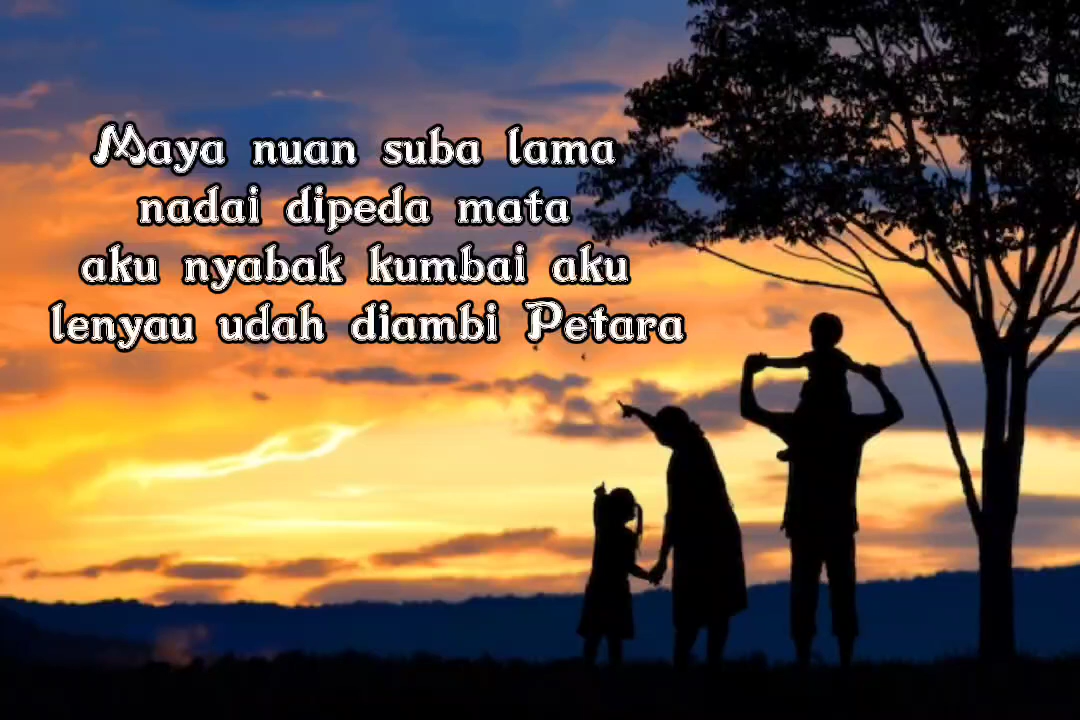 Maya nuan suba lama
nadai dipeda mata
aku nyabak kumbai aku
lenyau udah diambi Petara